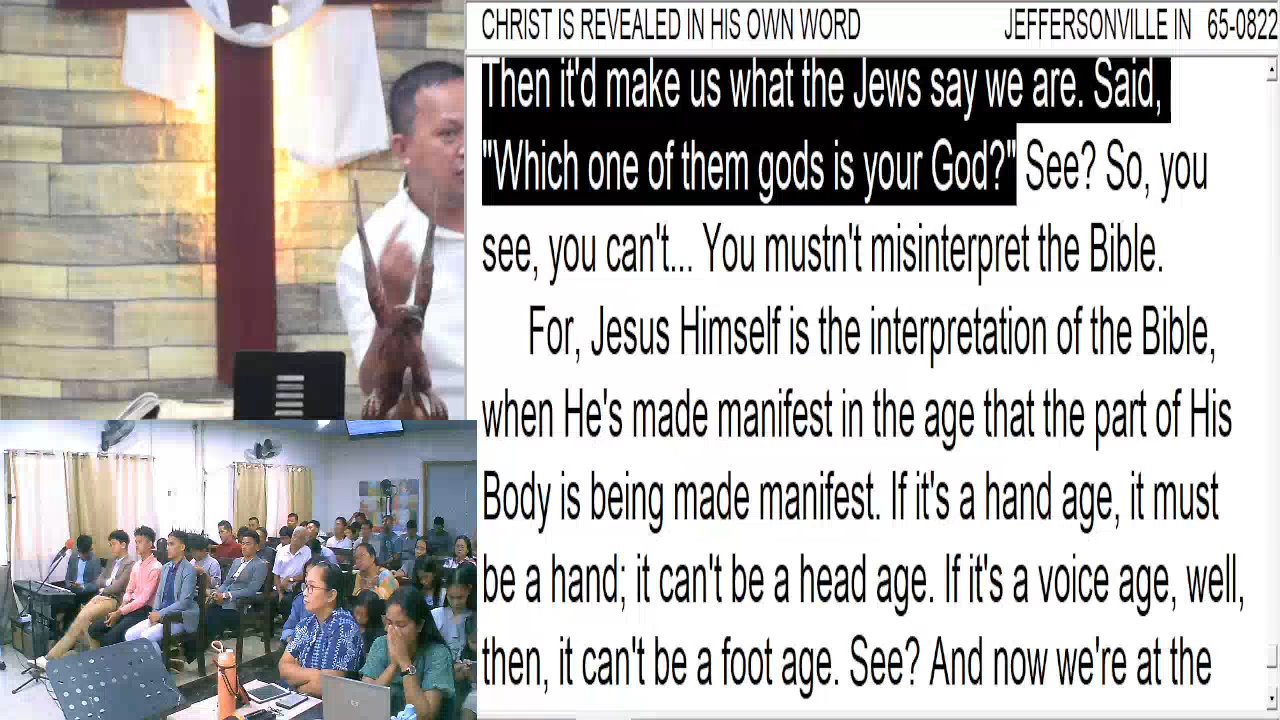 CHRIST IS REVEALED IN HIS OWN WORD JEFFERSONVILLE IN 65-0822
Then it'd make us what the Jews say we are. Said,
"Which one of them gods is your God?" See? So, you
see, you can't... You mustn't misinterpret the Bible.
For, Jesus Himself is the interpretation of the Bible,
when He's made manifest in the age that the part of His
Body is being made manifest. If it's a hand age, it must
be a hand; it can't be a head age. If it's a voice age, well,
then, it can't be a foot age. See? And now we're at the